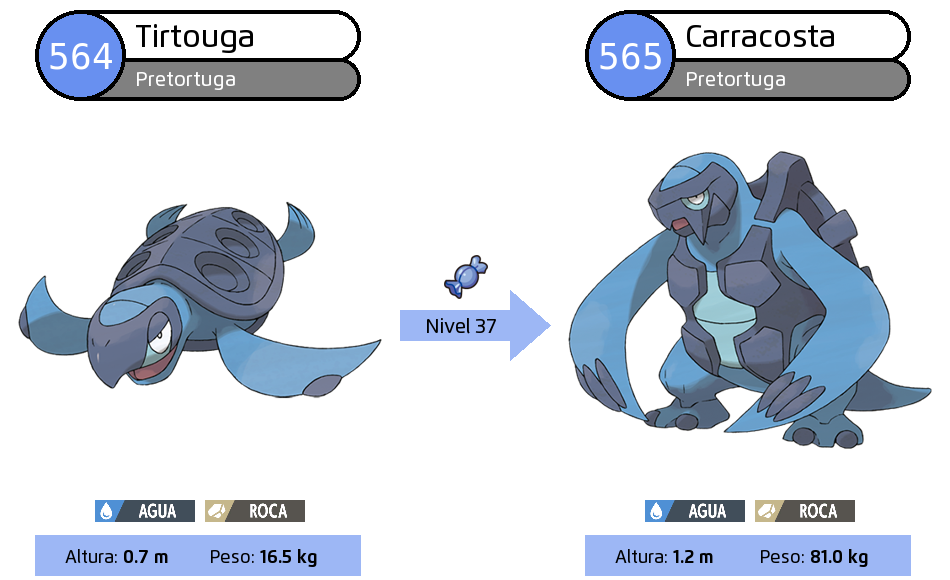 564
Tirtouga
Pretortuga
565
Carracosta
Pretortuga
Nivel 37
AGUA ROCA
Altura: 0.7 m Peso: 16.5 kg
AGUA ROCA
Altura: 1.2 m Peso: 81.0 kg